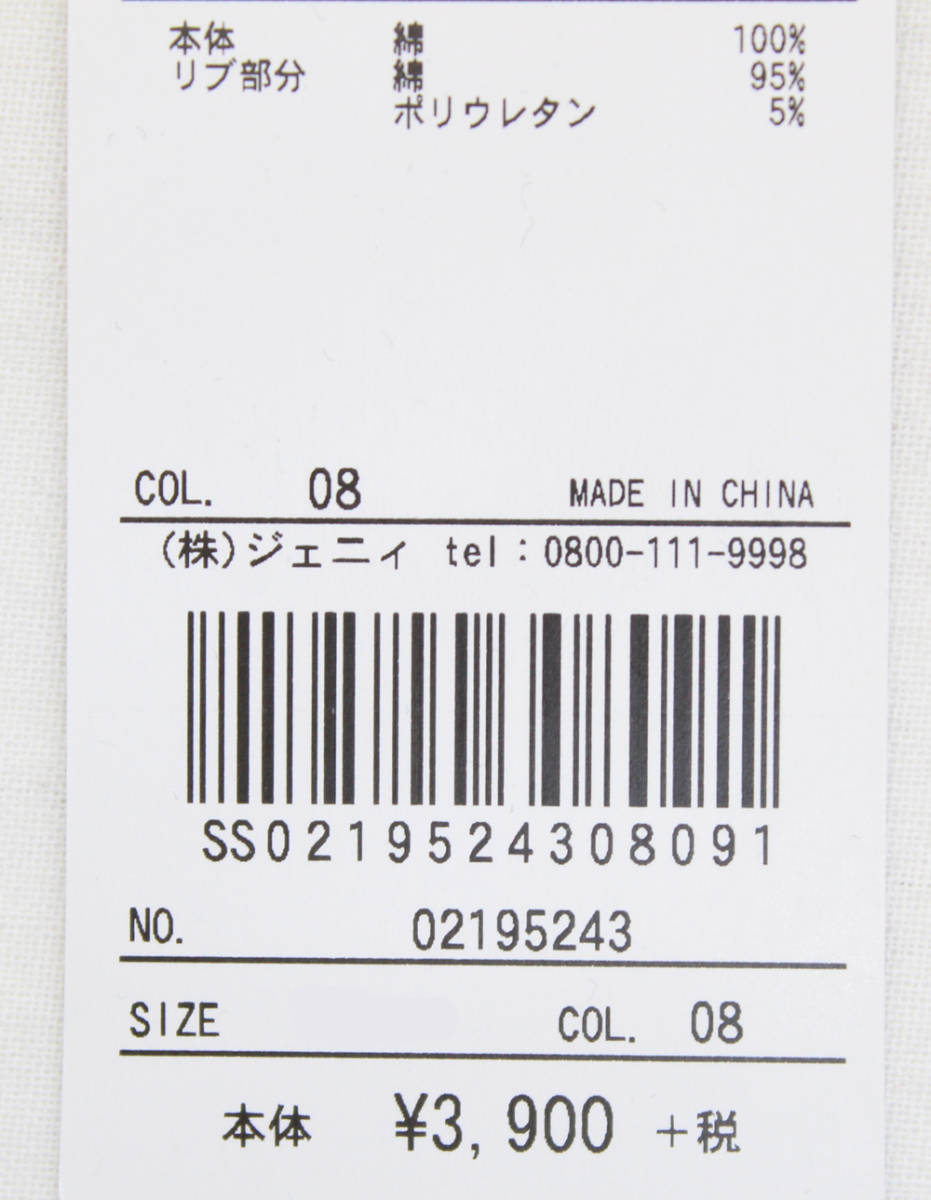 本体 綿 100%
リブ部分 綿 95%
ポリウレタン 5%
COL. 08 MADE IN CHINA
(株)ジェニィ tel:0800-111-9998
SS0219524308091
NO. 02195243
SIZE COL. 08
本体 ¥3,900 +税